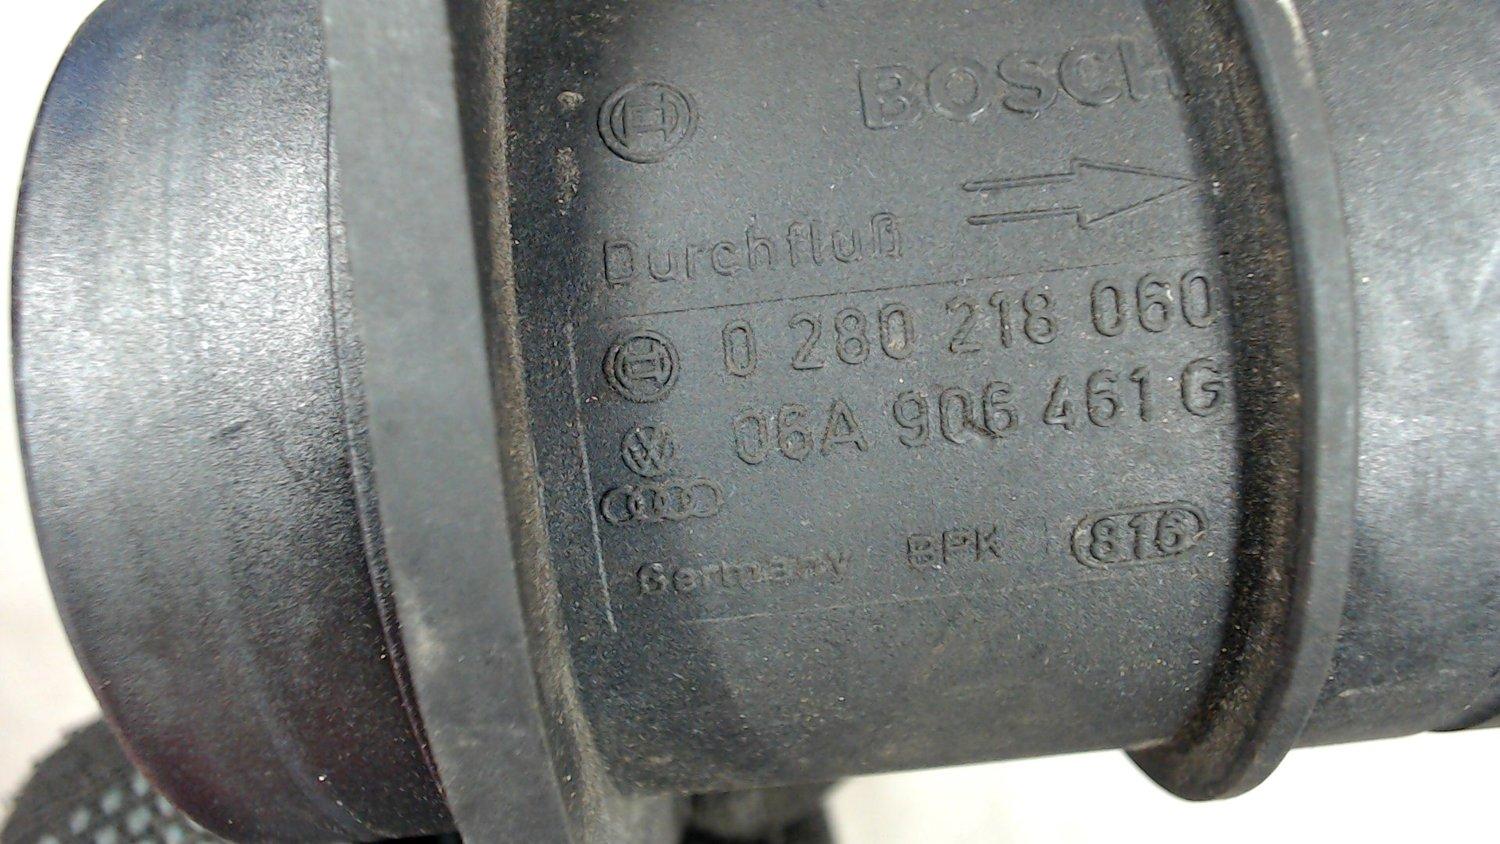 BOSCH
Durchfluß
0 280 218 060
06A 906 461 G
Germany BPK 816